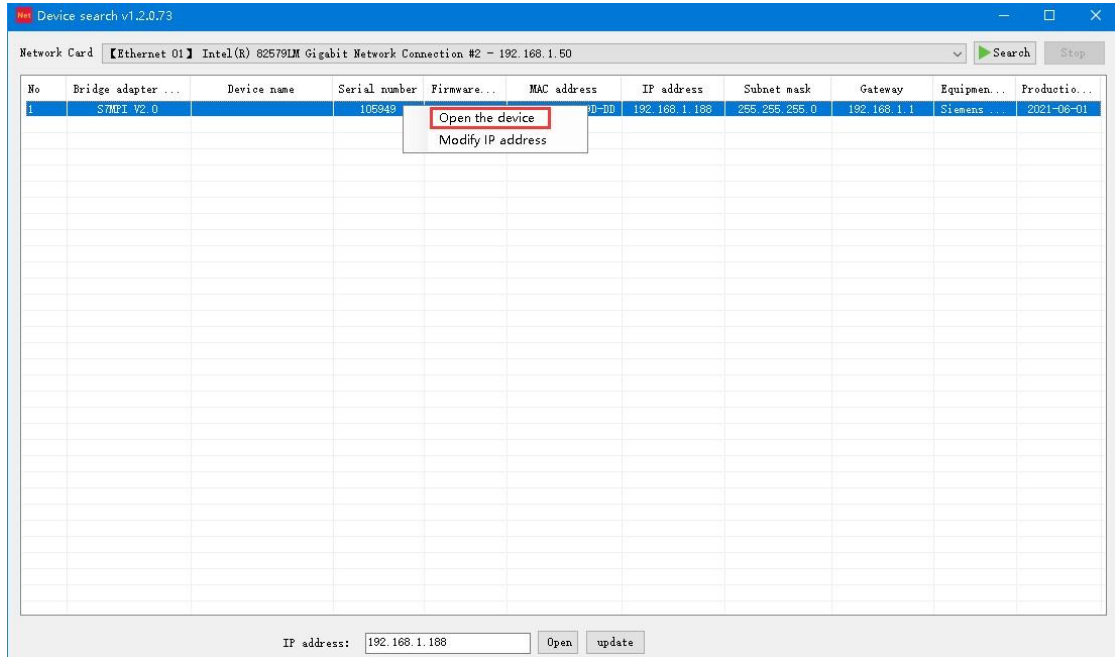 Net Device search v1.2.0.73
Network Card 【Ethernet 01】 Intel(R) 82579LM Gigabit Network Connection #2 - 192.168.1.50 Search Stop
No Bridge adapter ... Device name Serial number Firmware... MAC address IP address Subnet mask Gateway Equipmen... Productio...
1 S7MPI V2.0 105949 9D-DD 192.168.1.188 255.255.255.0 192.168.1.1 Siemens ... 2021-06-01
Open the device
Modify IP address
IP address: 192.168.1.188 Open update